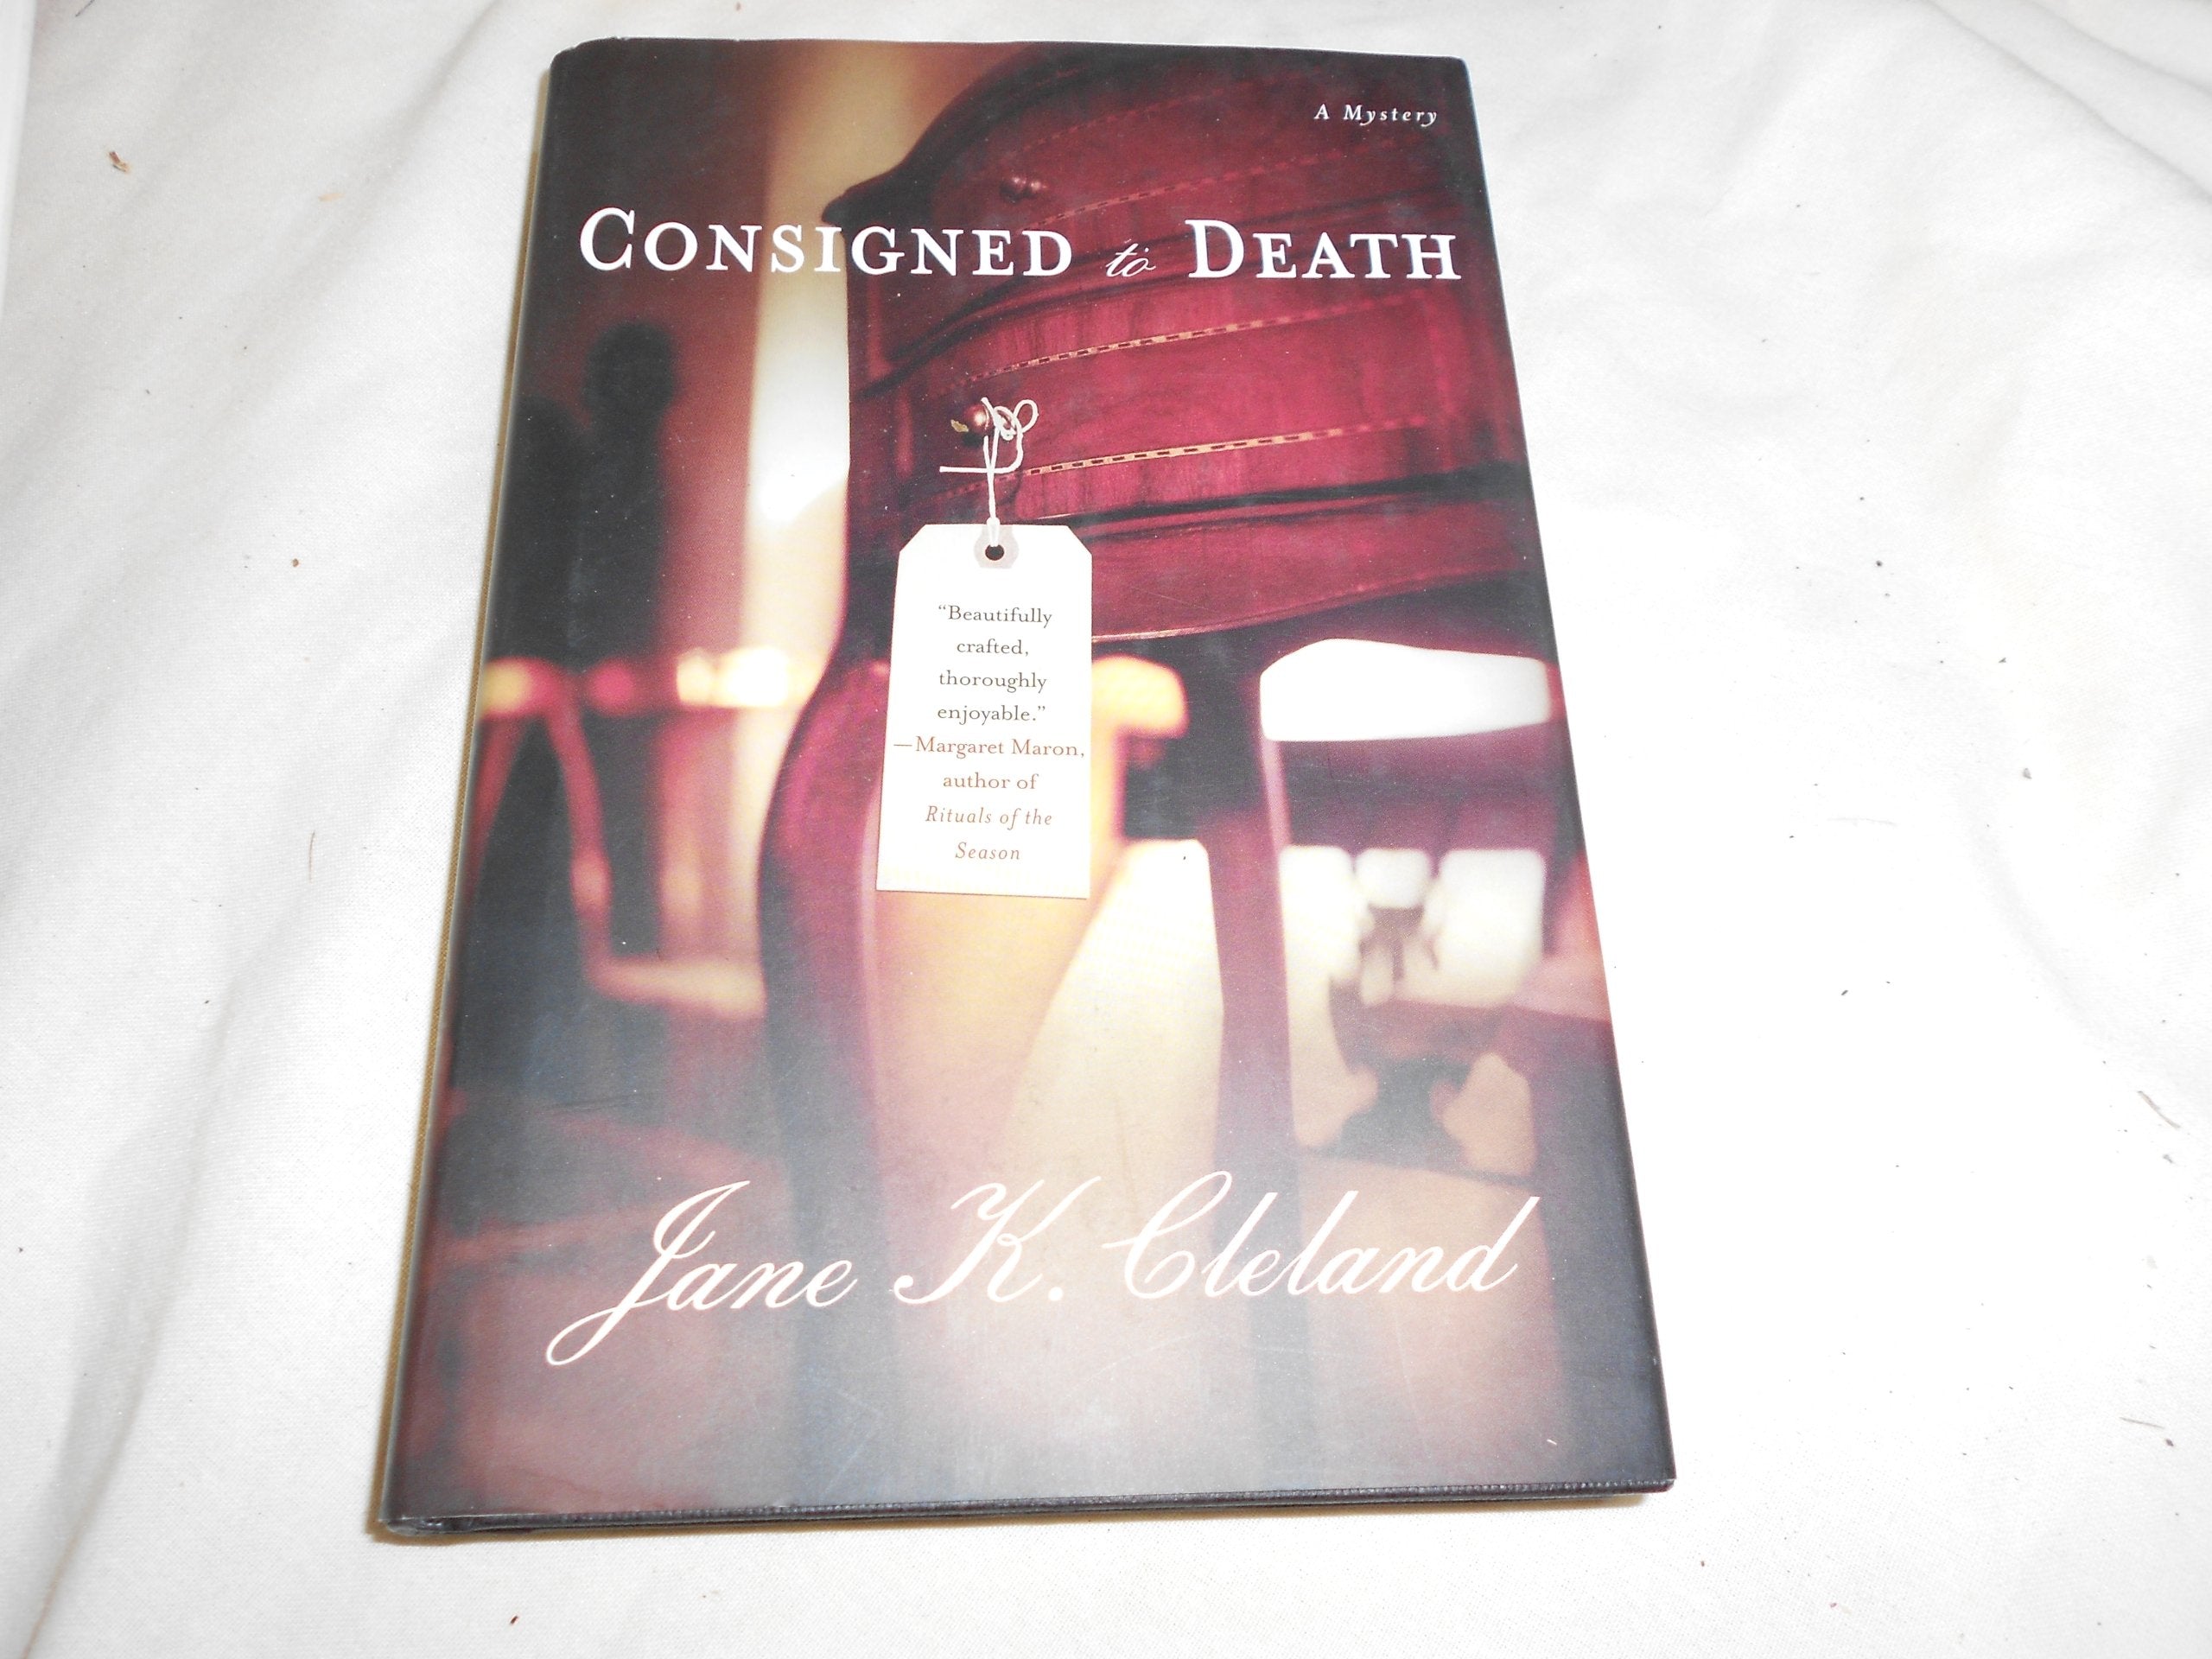 A Mystery
CONSIGNED to DEATH
“Beautifully
crafted,
thoroughly
enjoyable.”
—Margaret Maron,
author of
Rituals of the
Season
Jane K. Cleland